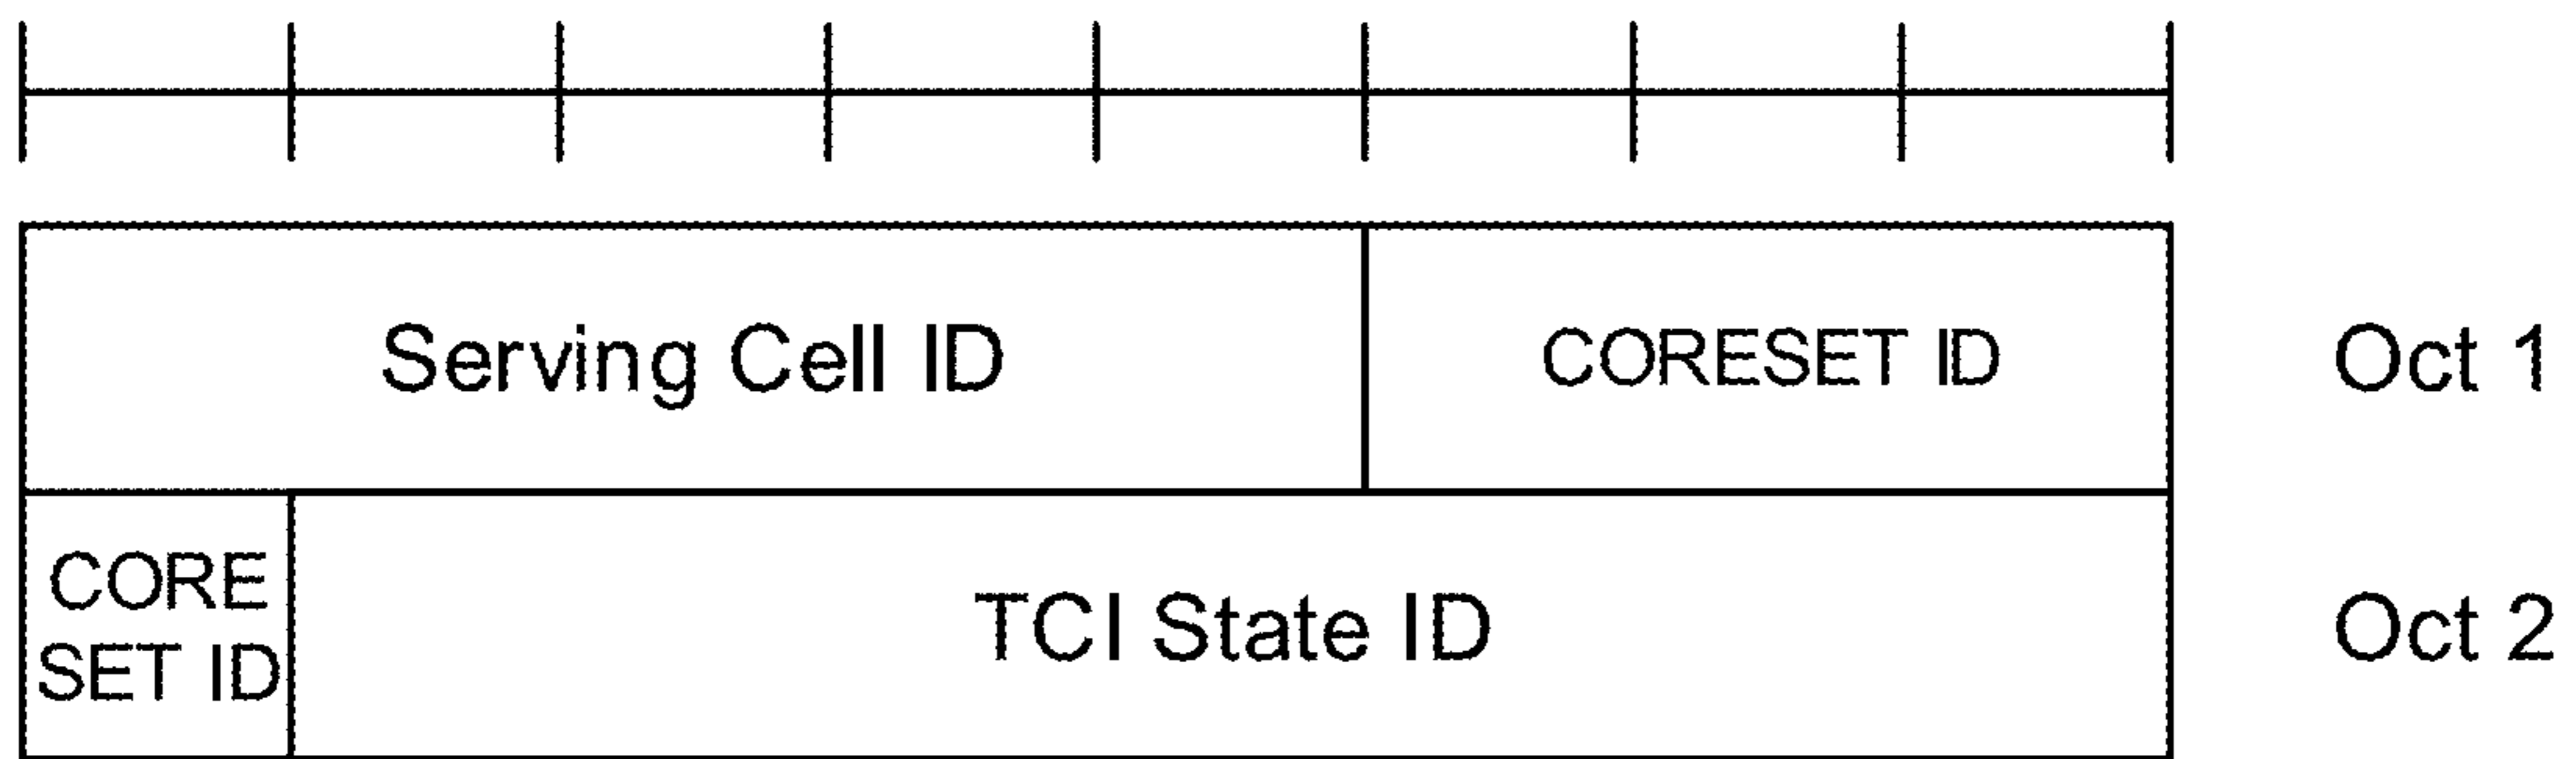 Serving Cell ID CORESET ID Oct 1
CORE
SET ID
TCI State ID Oct 2